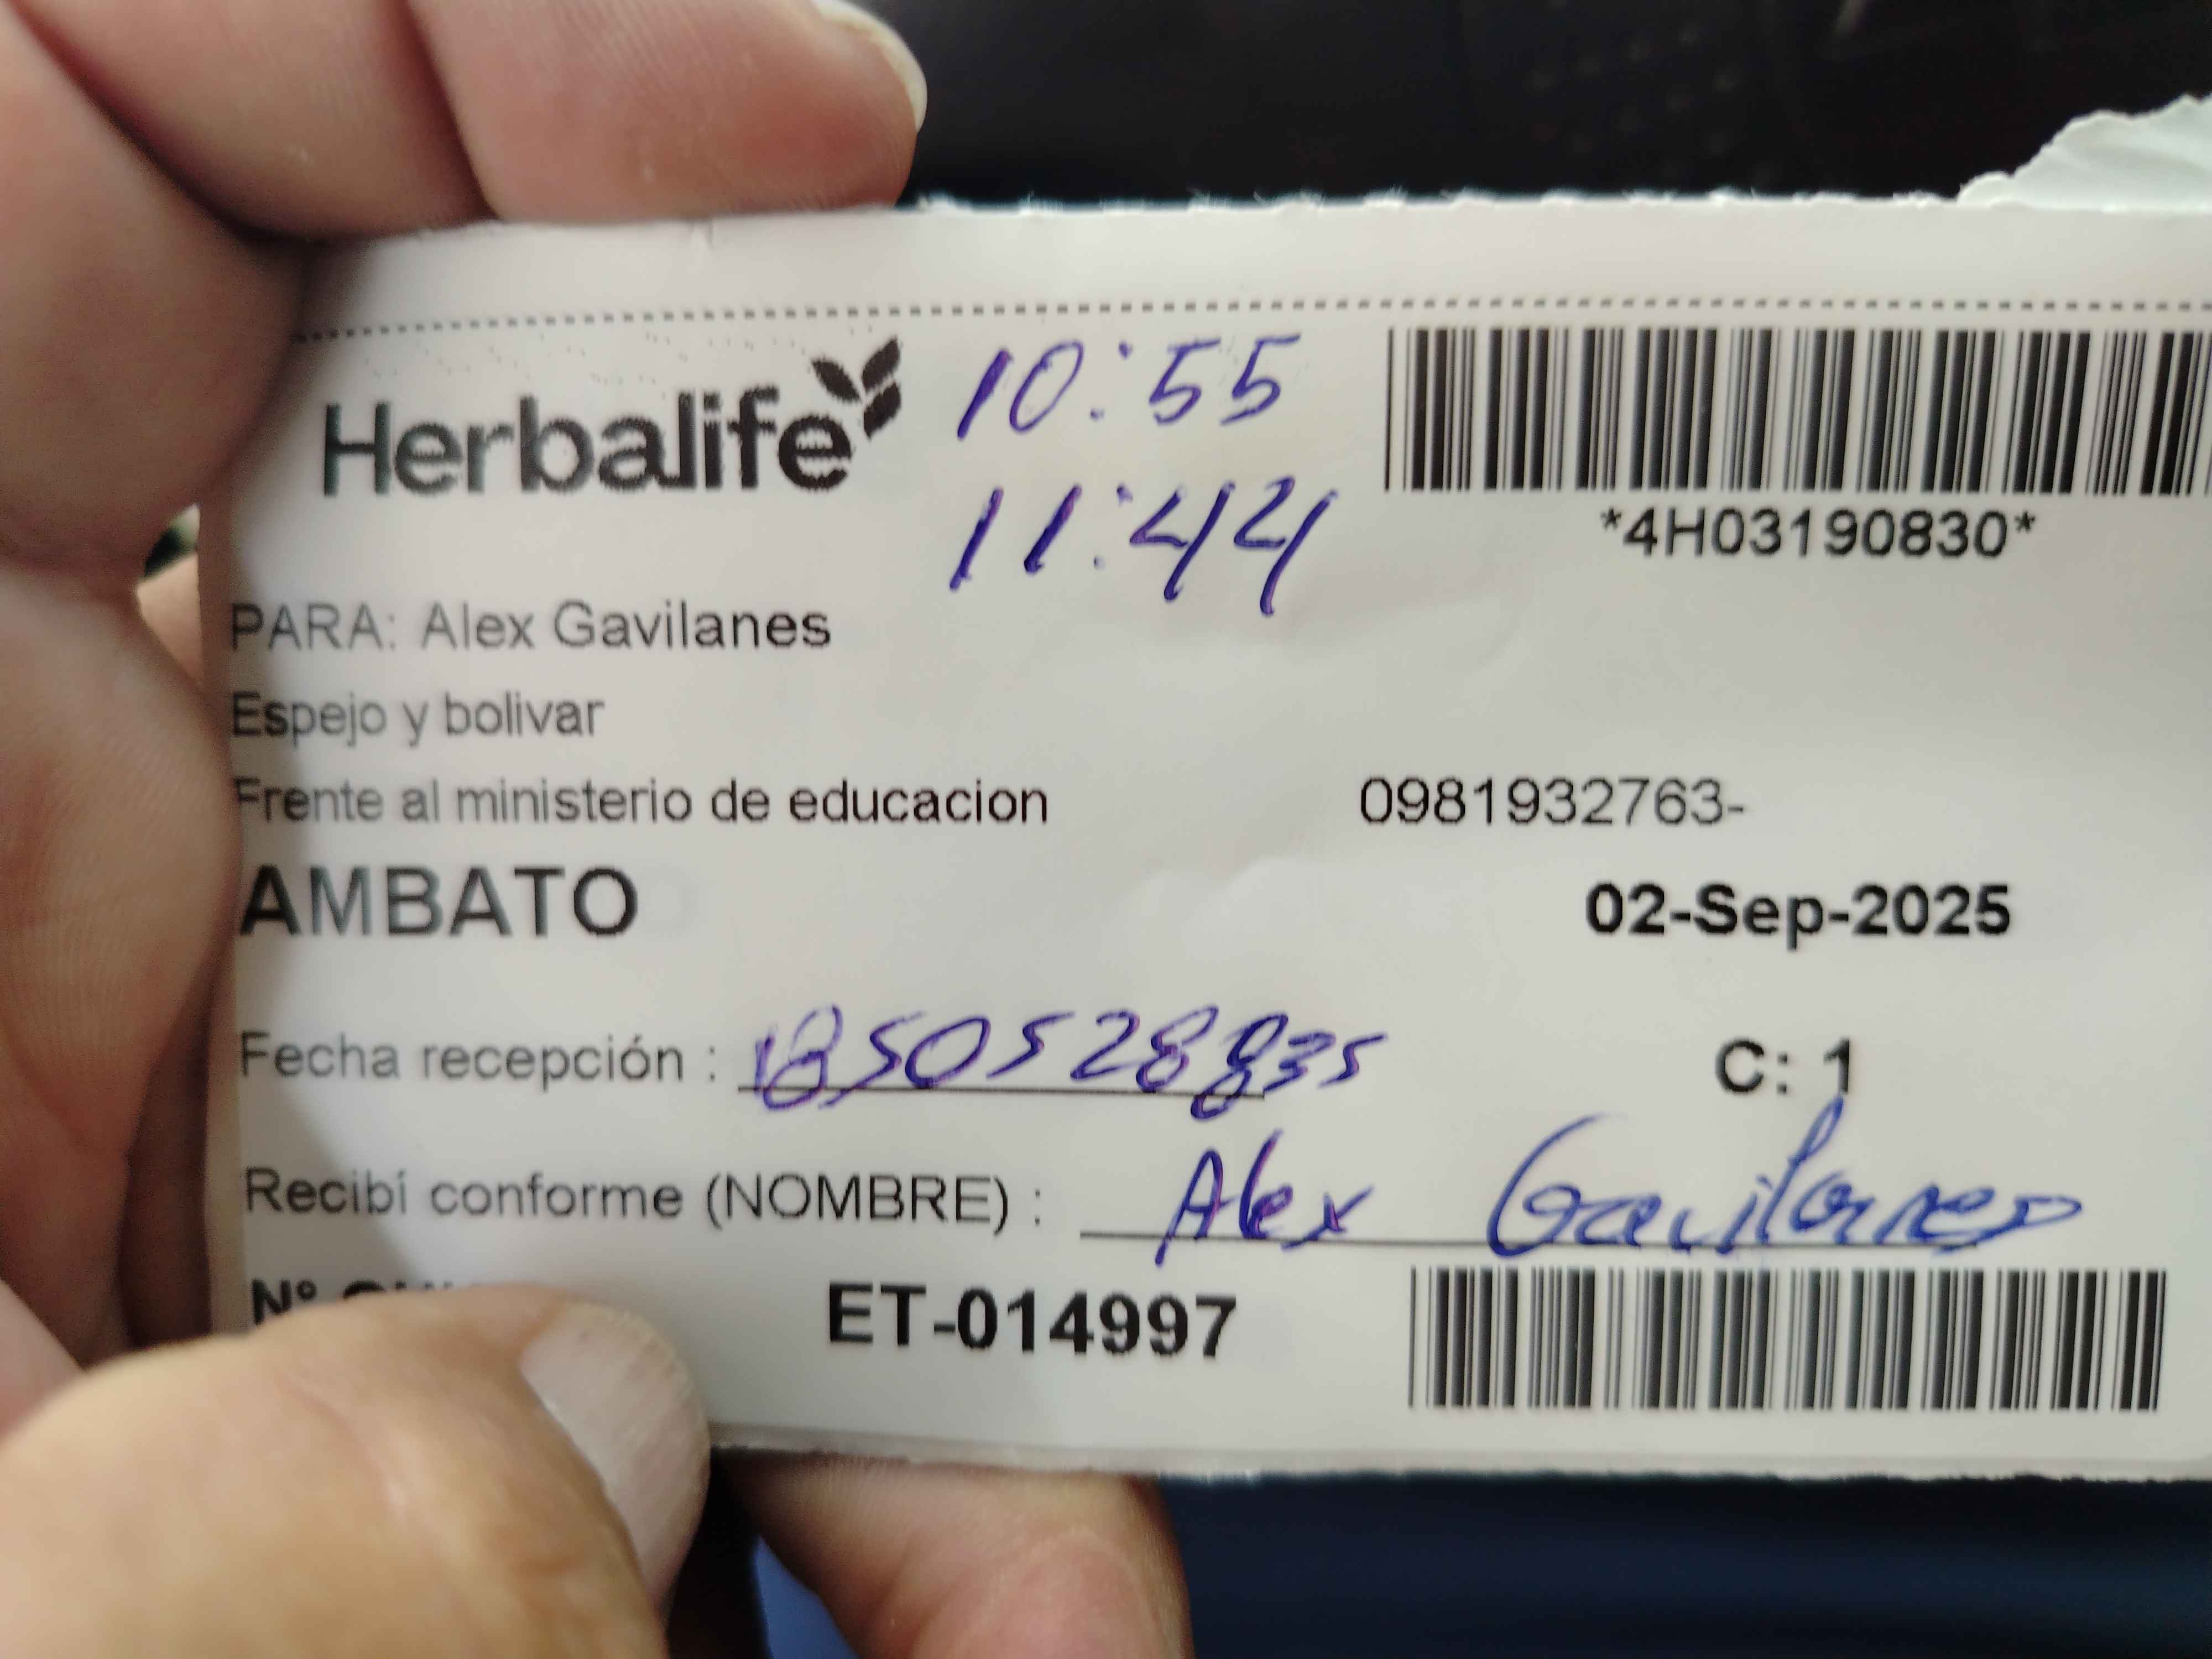 Herbalife
10:55
11:44
*4H03190830*
PARA: Alex Gavilanes
Espejo y bolivar
Frente al ministerio de educacion 0981932763-
AMBATO 02-Sep-2025
Fecha recepción : 1850528835 C: 1
Recibí conforme (NOMBRE) : Alex Gavilanes
Nº ET-014997